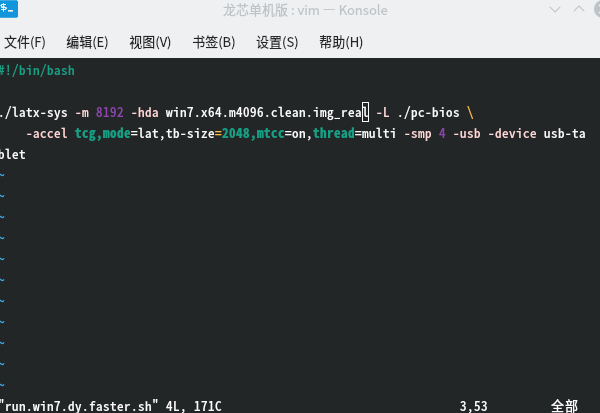 龙芯单机版 : vim — Konsole
文件(F) 编辑(E) 视图(V) 书签(B) 设置(S) 帮助(H)
#!/bin/bash
./latx-sys -m 8192 -hda win7.x64.m4096.clean.img_real -L ./pc-bios \
-accel tcg,mode=lat,tb-size=2048,mtcc=on,thread=multi -smp 4 -usb -device usb-ta
blet
~
~
~
~
~
~
~
~
~
~
~
"run.win7.dy.faster.sh" 4L, 171C 3,53 全部